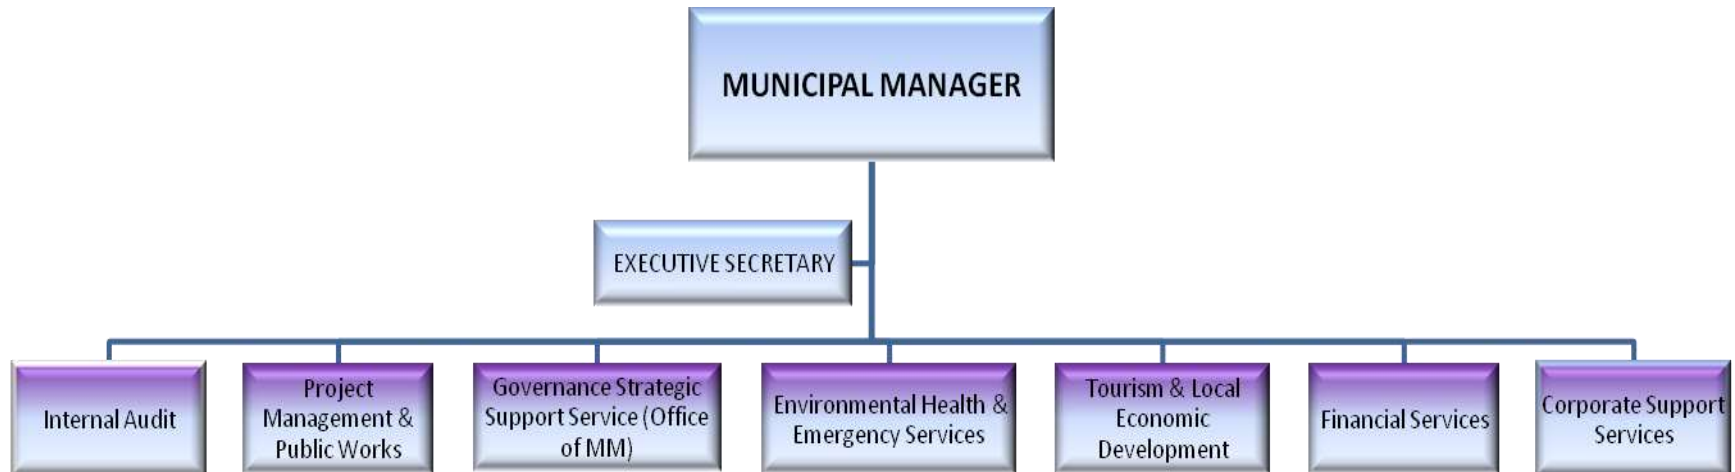 MUNICIPAL MANAGER
EXECUTIVE SECRETARY
Internal Audit
Project
Management &
Public Works
Governance Strategic
Support Service (Office
of MM)
Environmental Health &
Emergency Services
Tourism & Local
Economic
Development
Financial Services
Corporate Support
Services